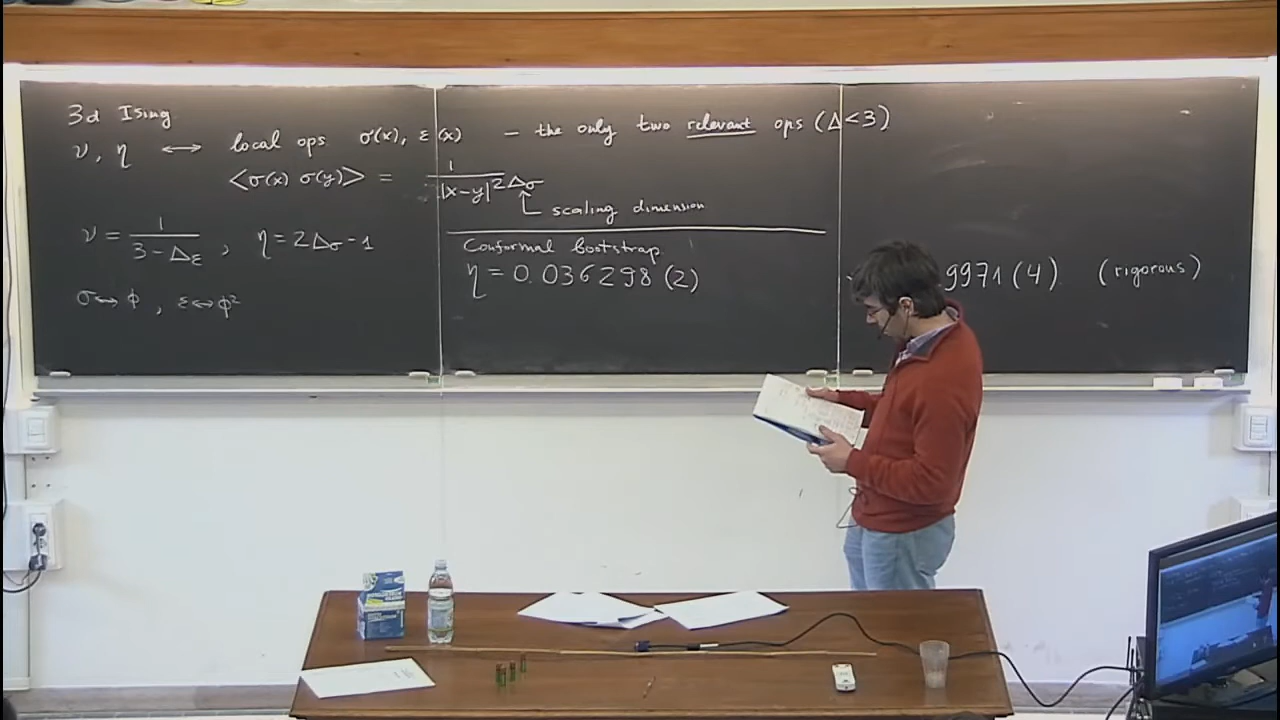 3d Ising
ν, η ⟷ local ops σ(x), ε(x) – the only two relevant ops (Δ<3)
<σ(x) σ(y)> = 1/|x-y|^2Δσ
scaling dimension
ν = 1/(3-Δε), η = 2Δσ-1
σ↔φ, ε↔φ²
Conformal bootstrap
η = 0.036298(2)
9971(4) (rigorous)